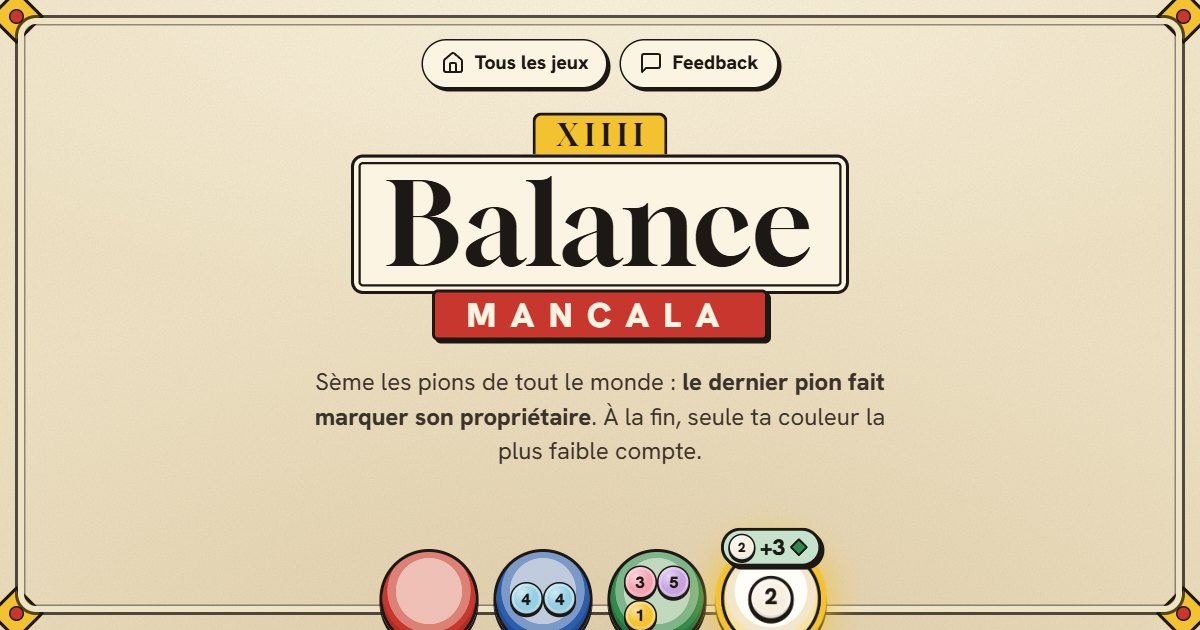 Tous les jeux
Feedback
XIIII
Balance
MANCALA
Sème les pions de tout le monde : le dernier pion fait
marquer son propriétaire. À la fin, seule ta couleur la
plus faible compte.
2 +3
4 4
3 5
1
2